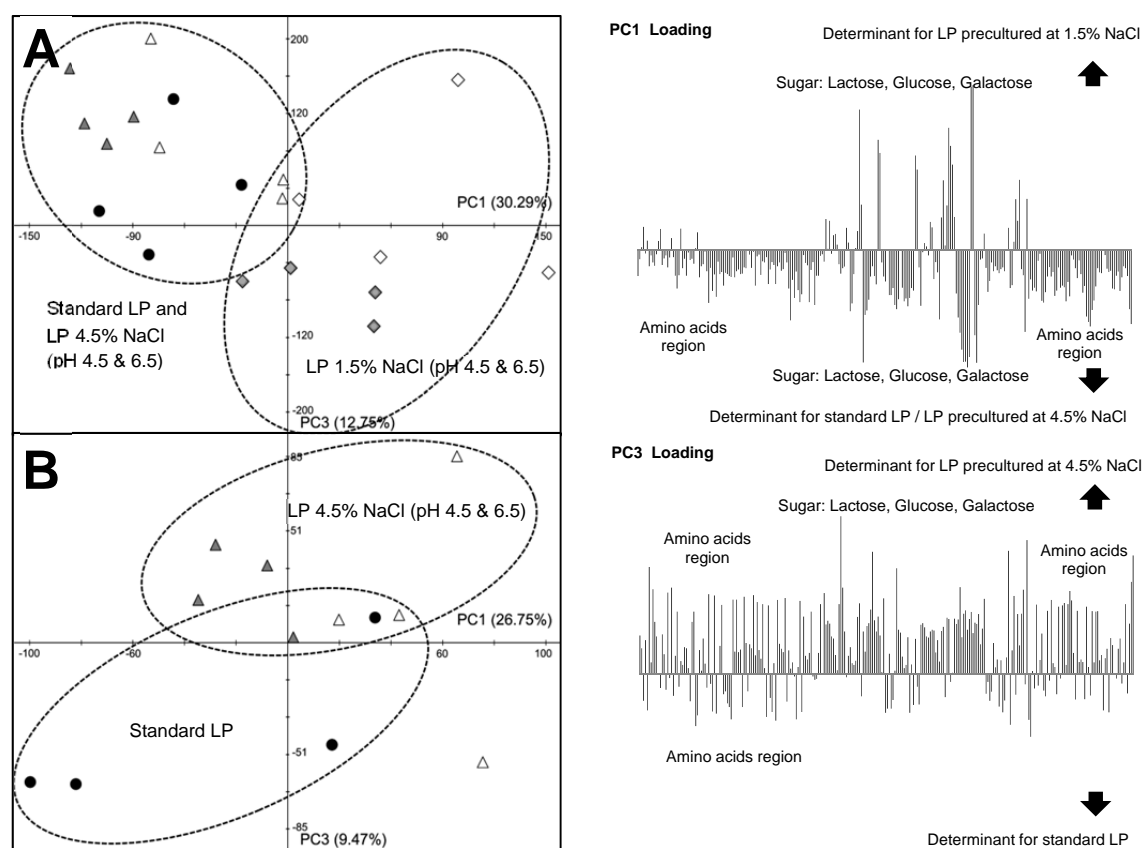 A
200
120
PC1 (30.29%)
-150
-90
90
150
-120
-200
Standard LP and
LP 4.5% NaCl
(pH 4.5 & 6.5)
LP 1.5% NaCl (pH 4.5 & 6.5)
PC3 (12.75%)
PC1 Loading
Determinant for LP precultured at 1.5% NaCl
Sugar: Lactose, Glucose, Galactose
Amino acids
region
Amino acids
region
Sugar: Lactose, Glucose, Galactose
Determinant for standard LP / LP precultured at 4.5% NaCl
B
85
LP 4.5% NaCl (pH 4.5 & 6.5)
51
PC1 (26.75%)
-100
-60
60
100
Standard LP
-51
-85
PC3 (9.47%)
PC3 Loading
Determinant for LP precultured at 4.5% NaCl
Sugar: Lactose, Glucose, Galactose
Amino acids
region
Amino acids
region
Amino acids region
Determinant for standard LP